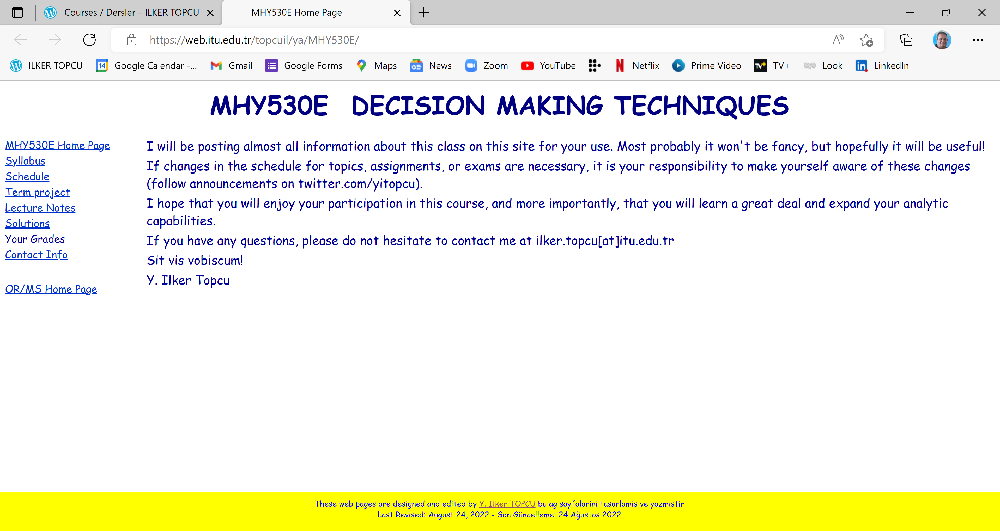 Courses / Dersler – ILKER TOPCU
MHY530E Home Page
https://web.itu.edu.tr/topcuil/ya/MHY530E/
ILKER TOPCU
14
Google Calendar -...
Gmail
Google Forms
Maps
GE
News
Zoom
YouTube
Netflix
Prime Video
TV+
TV+
Look
in
LinkedIn
MHY530E DECISION MAKING TECHNIQUES
MHY530E Home Page
Syllabus
Schedule
Term project
Lecture Notes
Solutions
Your Grades
Contact Info
OR/MS Home Page
I will be posting almost all information about this class on this site for your use. Most probably it won't be fancy, but hopefully it will be useful!
If changes in the schedule for topics, assignments, or exams are necessary, it is your responsibility to make yourself aware of these changes
(follow announcements on twitter.com/yitopcu).
I hope that you will enjoy your participation in this course, and more importantly, that you will learn a great deal and expand your analytic
capabilities.
If you have any questions, please do not hesitate to contact me at ilker.topcu[at]itu.edu.tr
Sit vis vobiscum!
Y. Ilker Topcu
These web pages are designed and edited by Y. Ilker TOPCU bu ag sayfalarini tasarlamis ve yazmistir
Last Revised: August 24, 2022 - Son Güncelleme: 24 Ağustos 2022